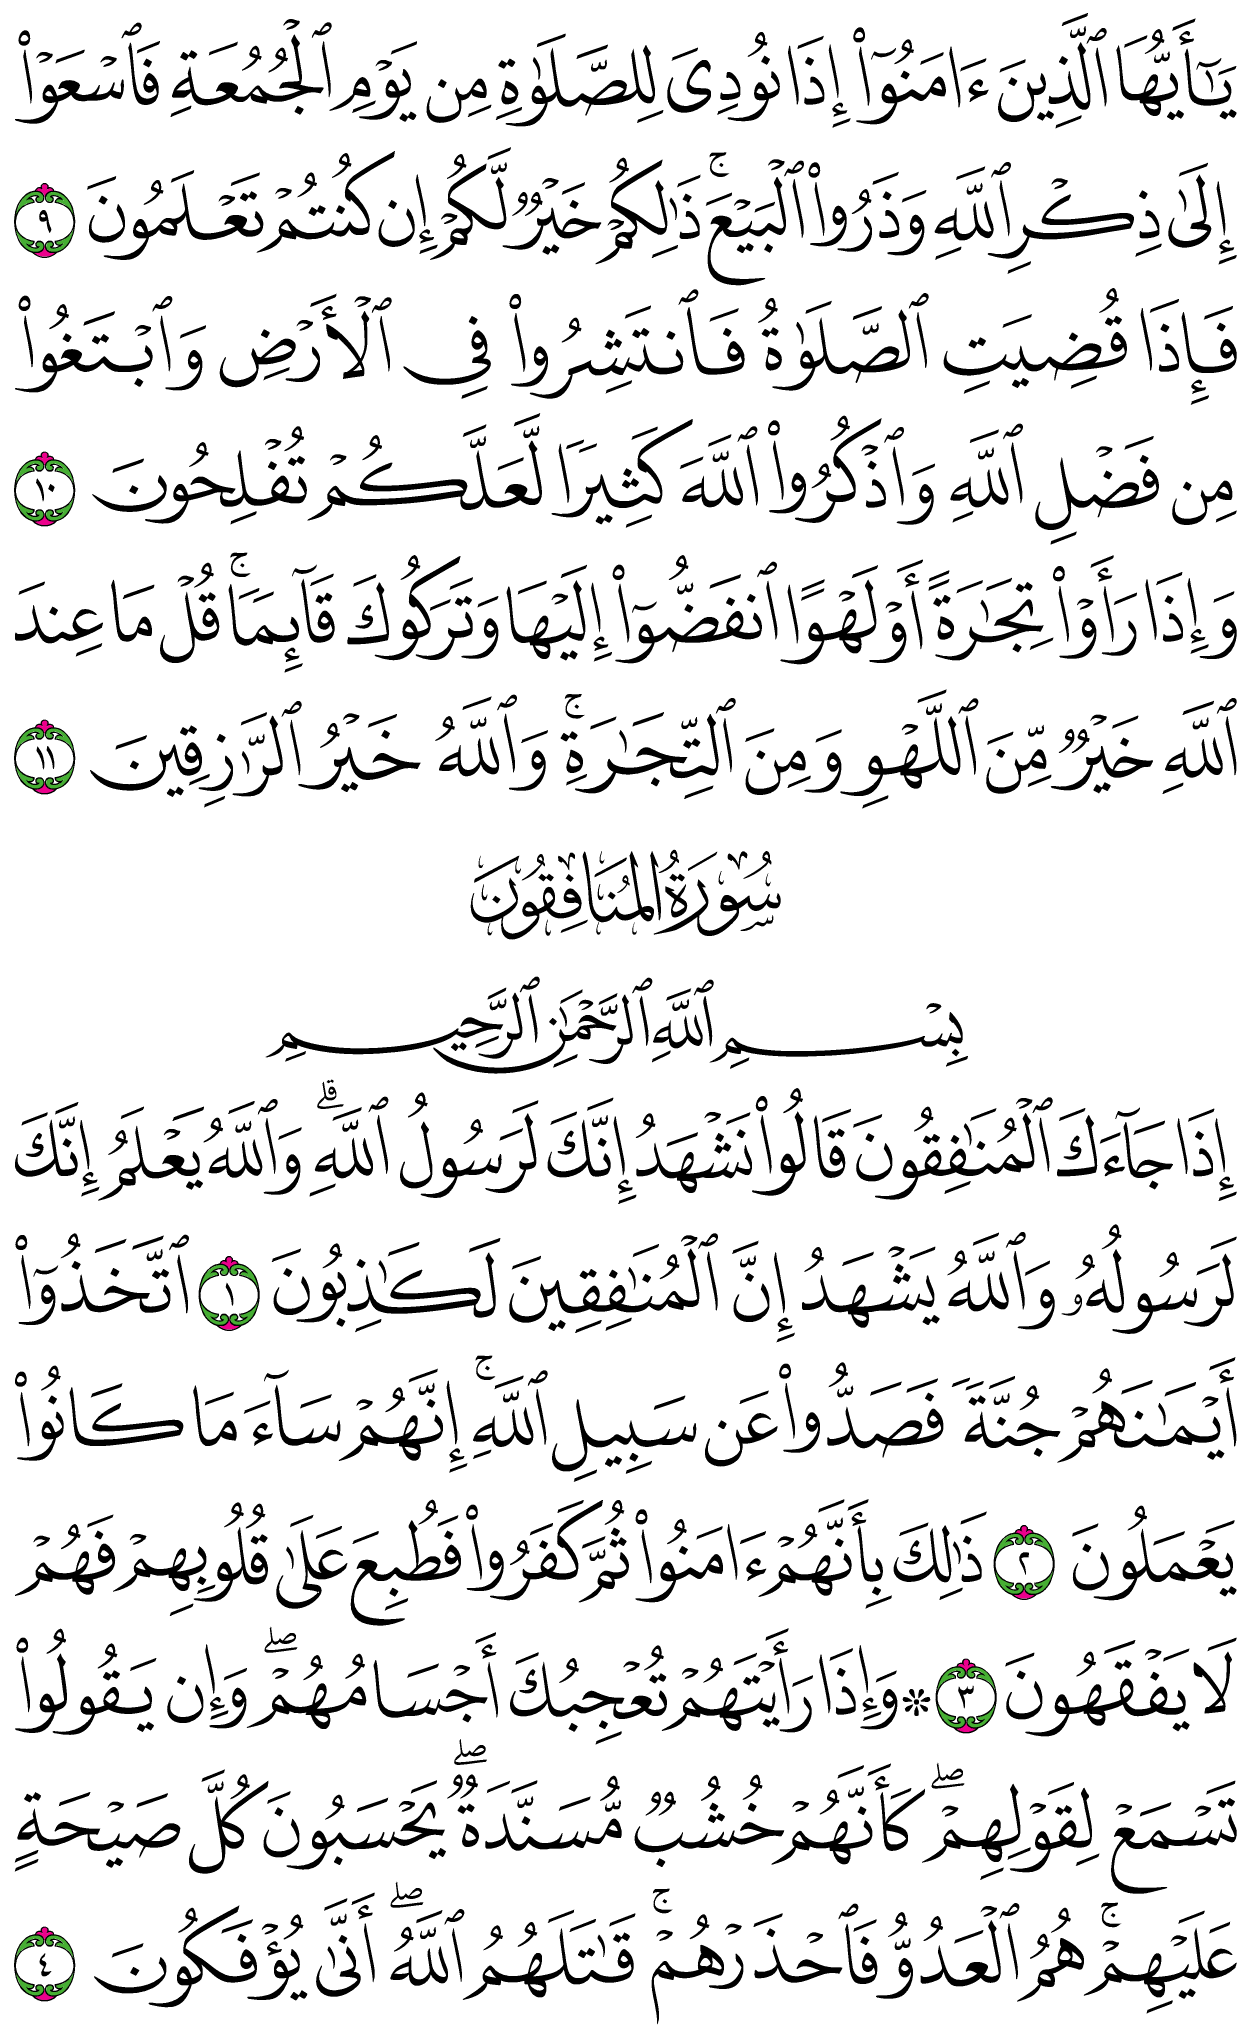 يَـٰٓأَيُّهَا ٱلَّذِينَ ءَامَنُوٓا۟ إِذَا نُودِىَ لِلصَّلَوٰةِ مِن يَوْمِ ٱلْجُمُعَةِ فَٱسْعَوْا۟
إِلَىٰ ذِكْرِ ٱللَّهِ وَذَرُوا۟ ٱلْبَيْعَ ۚ ذَٰلِكُمْ خَيْرٌ لَّكُمْ إِن كُنتُمْ تَعْلَمُونَ ٩
فَإِذَا قُضِيَتِ ٱلصَّلَوٰةُ فَٱنتَشِرُوا۟ فِى ٱلْأَرْضِ وَٱبْتَغُوا۟
مِن فَضْلِ ٱللَّهِ وَٱذْكُرُوا۟ ٱللَّهَ كَثِيرًا لَّعَلَّكُمْ تُفْلِحُونَ ١٠
وَإِذَا رَأَوْا۟ تِجَـٰرَةً أَوْ لَهْوًا ٱنفَضُّوٓا۟ إِلَيْهَا وَتَرَكُوكَ قَآئِمًا ۚ قُلْ مَا عِندَ
ٱللَّهِ خَيْرٌ مِّنَ ٱللَّهْوِ وَمِنَ ٱلتِّجَـٰرَةِ ۚ وَٱللَّهُ خَيْرُ ٱلرَّٰزِقِينَ ١١
سُورَةُ المُنَافِقُونَ
بِسْمِ ٱللَّهِ ٱلرَّحْمَـٰنِ ٱلرَّحِيمِ
إِذَا جَآءَكَ ٱلْمُنَـٰفِقُونَ قَالُوا۟ نَشْهَدُ إِنَّكَ لَرَسُولُ ٱللَّهِ ۗ وَٱللَّهُ يَعْلَمُ إِنَّكَ
لَرَسُولُهُۥ وَٱللَّهُ يَشْهَدُ إِنَّ ٱلْمُنَـٰفِقِينَ لَكَـٰذِبُونَ ١ ٱتَّخَذُوٓا۟
أَيْمَـٰنَهُمْ جُنَّةً فَصَدُّوا۟ عَن سَبِيلِ ٱللَّهِ ۚ إِنَّهُمْ سَآءَ مَا كَانُوا۟
يَعْمَلُونَ ٢ ذَٰلِكَ بِأَنَّهُمْ ءَامَنُوا۟ ثُمَّ كَفَرُوا۟ فَطُبِعَ عَلَىٰ قُلُوبِهِمْ فَهُمْ
لَا يَفْقَهُونَ ٣ ۞ وَإِذَا رَأَيْتَهُمْ تُعْجِبُكَ أَجْسَامُهُمْ ۖ وَإِن يَقُولُوا۟
تَسْمَعْ لِقَوْلِهِمْ ۖ كَأَنَّهُمْ خُشُبٌ مُّسَنَّدَةٌ ۖ يَحْسَبُونَ كُلَّ صَيْحَةٍ
عَلَيْهِمْ ۚ هُمُ ٱلْعَدُوُّ فَٱحْذَرْهُمْ ۚ قَـٰتَلَهُمُ ٱللَّهُ ۖ أَنَّىٰ يُؤْفَكُونَ ٤